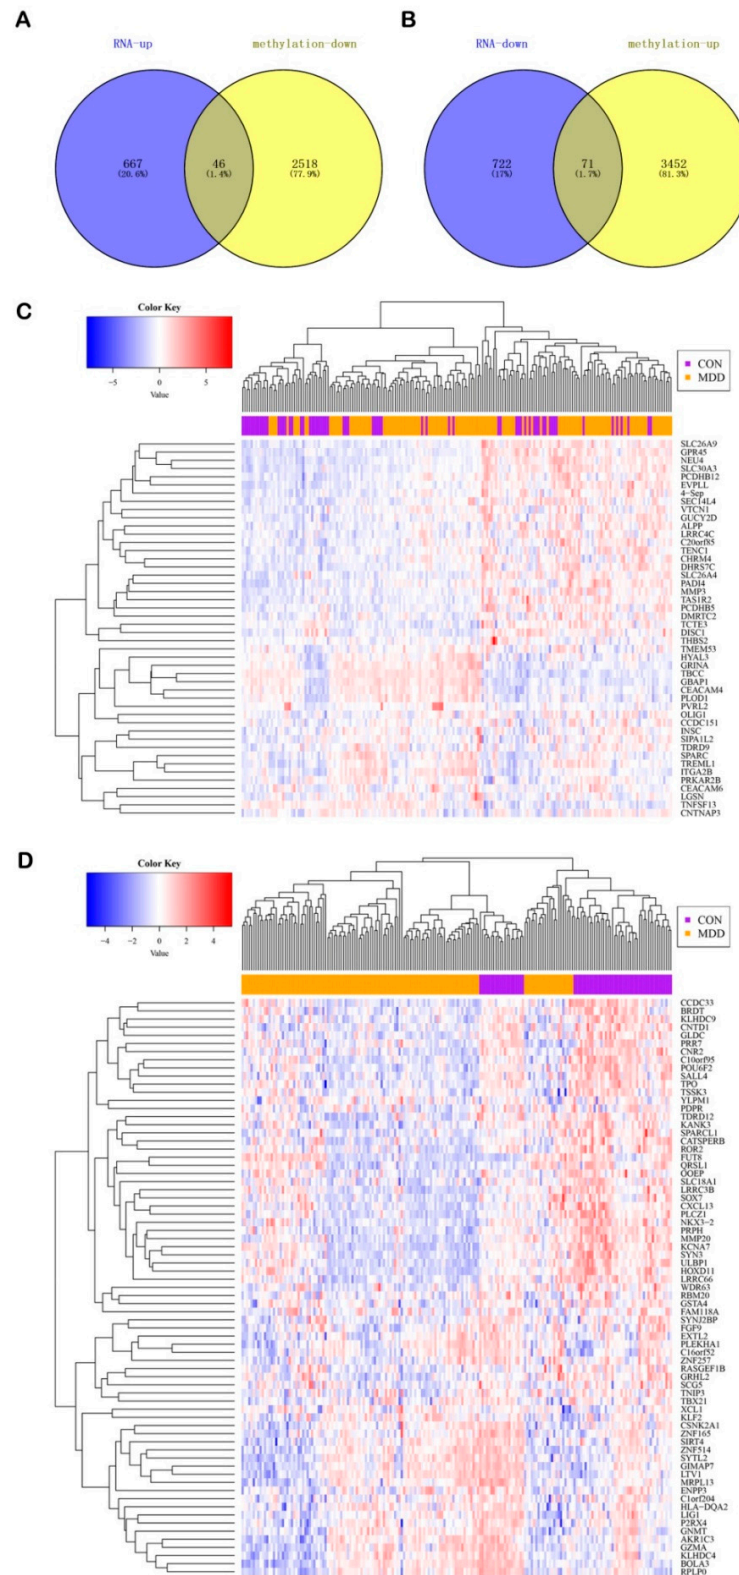 A
B
RNA-up
methylation-down
RNA-down
methylation-up
667
(20.6%)
46
(1.4%)
2518
(77.9%)
722
(17%)
71
(1.7%)
3452
(81.3%)
C
Color Key
−5
0
5
Value
CON
MDD
SLC26A9
GPR45
NEU4
SLC30A3
PCDHB12
EVPLL
4-Sep
SEC14L4
VTCN1
GUCY2D
ALPP
LRRC4C
C20orf85
TENC1
CHRM4
DHRS7C
SLC26A4
PADI4
MMP3
TAS1R2
PCDHB5
DMRTC2
TCTE3
DISC1
THBS2
TMEM53
HYAL3
GRINA
TBCC
GBAP1
CEACAM4
PLOD1
PVRL2
OLIG1
CCDC151
INSC
SIPA1L2
TDRD9
SPARC
TREML1
ITGA2B
PRKAR2B
CEACAM6
LGSN
TNFSF13
CNTNAP3
D
Color Key
−4
−2
0
2
4
Value
CON
MDD
CCDC33
BRDT
KLHDC9
CNTD1
GLDC
PRR7
CNR2
C10orf95
POU6F2
SALL4
TPO
TSSK3
YLPM1
PDPR
TDRD12
KANK3
SPARCL1
CATSPERB
ROR2
FUT8
QRSL1
OOEP
SLC18A1
LRRC3B
SOX7
CXCL13
PLCZ1
NKX3−2
PRPH
MMP20
KCNA7
SYN3
ULBP1
HOXD11
LRRC66
WDR63
RBM20
GSTA4
FAM118A
SYNJ2BP
FGF9
EXTL2
PLEKHA1
C16orf52
ZNF257
RASGEF1B
GRHL2
SCG5
TNIP3
TBX21
XCL1
KLF2
CSNK2A1
ZNF165
SIRT4
ZNF514
SYTL2
GIMAP7
LTV1
MRPL13
ENPP3
C1orf204
HLA−DQA2
LIG1
P2RX4
GNMT
AKR1C3
GZMA
KLHDC4
BOLA3
RPLP0